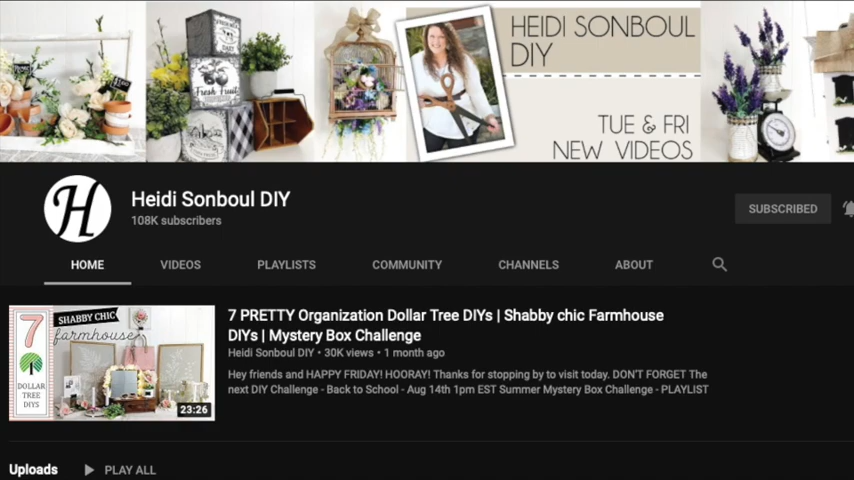 HEIDI SONBOUL
DIY
TUE & FRI
NEW VIDEOS
Fresh Fruit
H
Heidi Sonboul DIY
108K subscribers
SUBSCRIBED
HOME
VIDEOS
PLAYLISTS
COMMUNITY
CHANNELS
ABOUT
7
DOLLAR
TREE
DIYS
SHABBY CHIC
farmhouse
23:26
7 PRETTY Organization Dollar Tree DIYs | Shabby chic Farmhouse
DIYs | Mystery Box Challenge
Heidi Sonboul DIY • 30K views • 1 month ago
Hey friends and HAPPY FRIDAY! HOORAY! Thanks for stopping by to visit today. DON'T FORGET The
next DIY Challenge - Back to School - Aug 14th 1pm EST Summer Mystery Box Challenge - PLAYLIST
Uploads
PLAY ALL